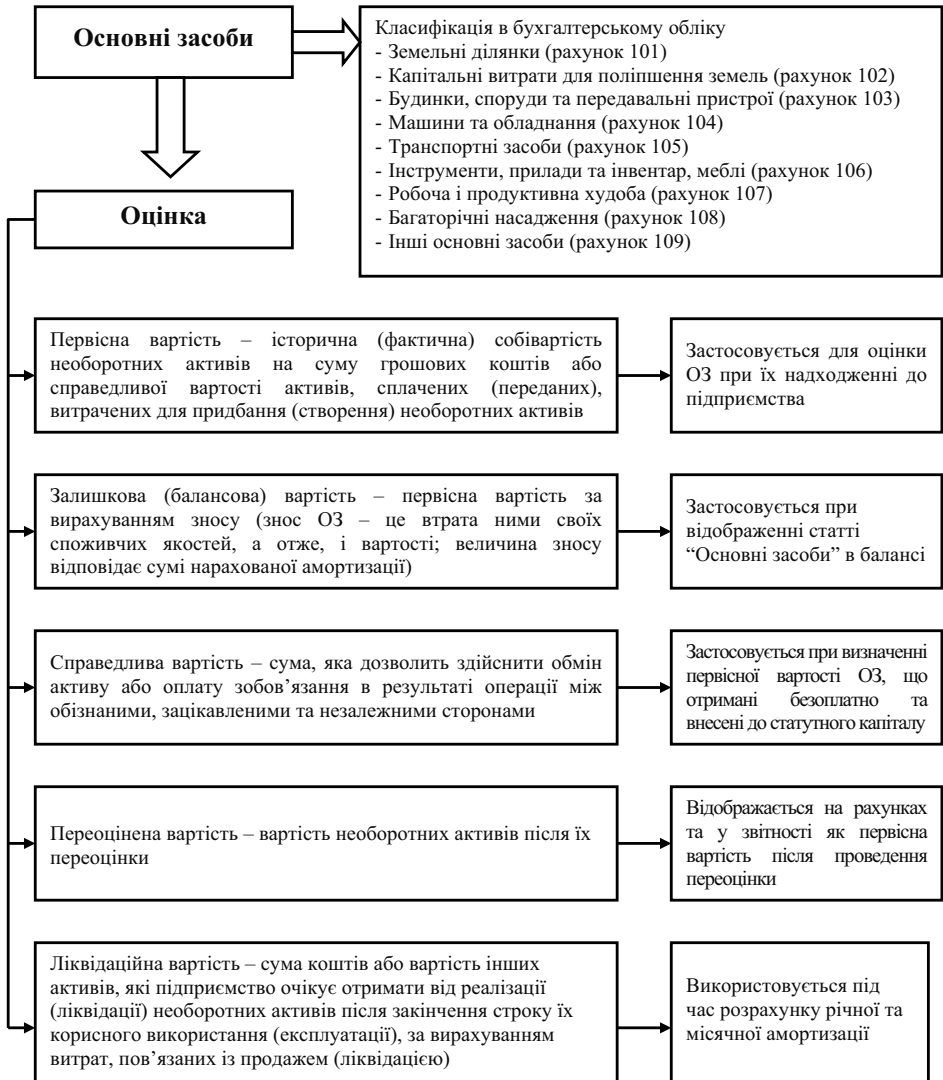 Основні засоби
Класифікація в бухгалтерському обліку
- Земельні ділянки (рахунок 101)
- Капітальні витрати для поліпшення земель (рахунок 102)
- Будинки, споруди та передавальні пристрої (рахунок 103)
- Машини та обладнання (рахунок 104)
- Транспортні засоби (рахунок 105)
- Інструменти, прилади та інвентар, меблі (рахунок 106)
- Робоча і продуктивна худоба (рахунок 107)
- Багаторічні насадження (рахунок 108)
- Інші основні засоби (рахунок 109)
Оцінка
Первісна вартість – історична (фактична) собівартість
необоротних активів на суму грошових коштів або
справедливої вартості активів, сплачених (переданих),
витрачених для придбання (створення) необоротних активів
Застосовується для оцінки
ОЗ при їх надходженні до
підприємства
Залишкова (балансова) вартість – первісна вартість за
вирахуванням зносу (знос ОЗ – це втрата ними своїх
споживчих якостей, а отже, і вартості; величина зносу
відповідає сумі нарахованої амортизації)
Застосовується при
відображенні статті
“Основні засоби” в балансі
Справедлива вартість – сума, яка дозволить здійснити обмін
активу або оплату зобов’язання в результаті операції між
обізнаними, зацікавленими та незалежними сторонами
Застосовується при визначенні
первісної вартості ОЗ, що
отримані безоплатно та
внесені до статутного капіталу
Переоцінена вартість – вартість необоротних активів після їх
переоцінки
Відображається на рахунках
та у звітності як первісна
вартість після проведення
переоцінки
Ліквідаційна вартість – сума коштів або вартість інших
активів, які підприємство очікує отримати від реалізації
(ліквідації) необоротних активів після закінчення строку їх
корисного використання (експлуатації), за вирахуванням
витрат, пов’язаних із продажем (ліквідацією)
Використовується під
час розрахунку річної та
місячної амортизації